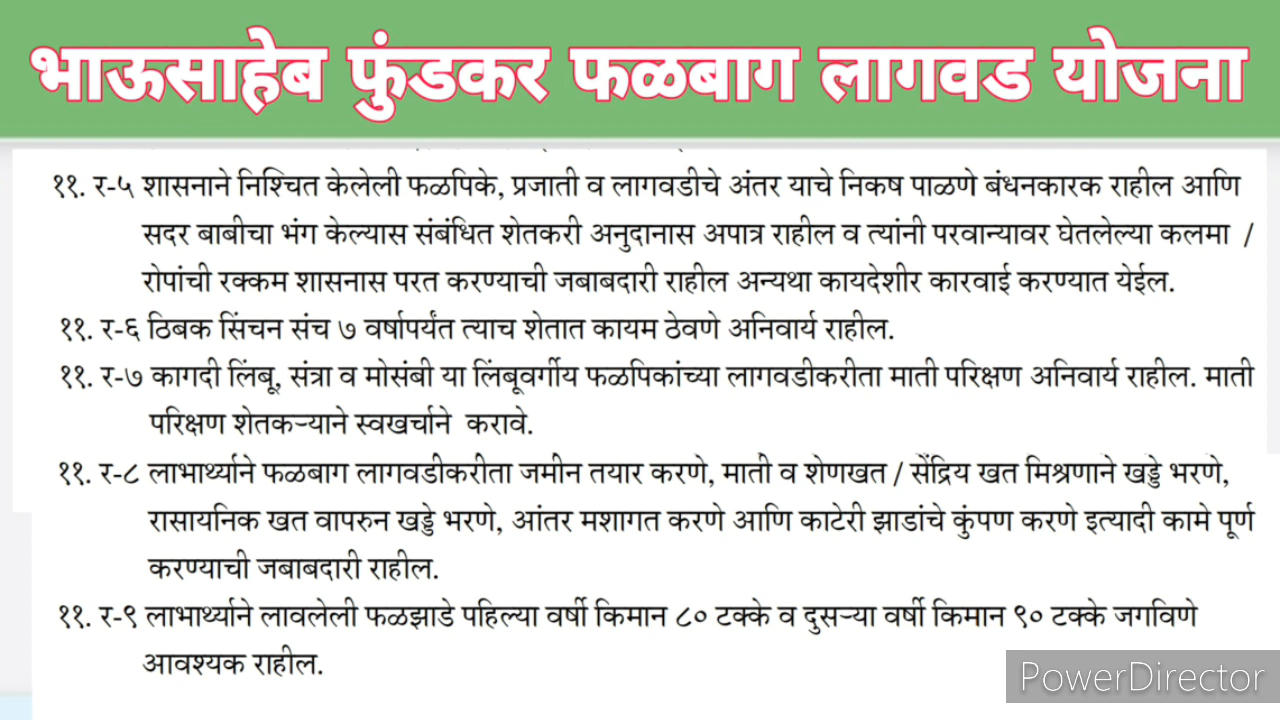 भाऊसाहेब फुंडकर फळबाग लागवड योजना
११. र-५ शासनाने निश्चित केलेली फळपिके, प्रजाती व लागवडीचे अंतर याचे निकष पाळणे बंधनकारक राहील आणि
सदर बाबीचा भंग केल्यास संबंधित शेतकरी अनुदानास अपात्र राहील व त्यांनी परवान्यावर घेतलेल्या कलमा /
रोपांची रक्कम शासनास परत करण्याची जबाबदारी राहील अन्यथा कायदेशीर कारवाई करण्यात येईल.
११. र-६ ठिबक सिंचन संच ७ वर्षापर्यंत त्याच शेतात कायम ठेवणे अनिवार्य राहील.
११. र-७ कागदी लिंबू, संत्रा व मोसंबी या लिंबूवर्गीय फळपिकांच्या लागवडीकरीता माती परिक्षण अनिवार्य राहील. माती
परिक्षण शेतकऱ्याने स्वखर्चाने करावे.
११. र-८ लाभार्थ्याने फळबाग लागवडीकरीता जमीन तयार करणे, माती व शेणखत / सेंद्रिय खत मिश्रणाने खड्डे भरणे,
रासायनिक खत वापरुन खड्डे भरणे, आंतर मशागत करणे आणि काटेरी झाडांचे कुंपण करणे इत्यादी कामे पूर्ण
करण्याची जबाबदारी राहील.
११. र-९ लाभार्थ्याने लावलेली फळझाडे पहिल्या वर्षी किमान ८० टक्के व दुसऱ्या वर्षी किमान ९० टक्के जगविणे
आवश्यक राहील.
PowerDirector